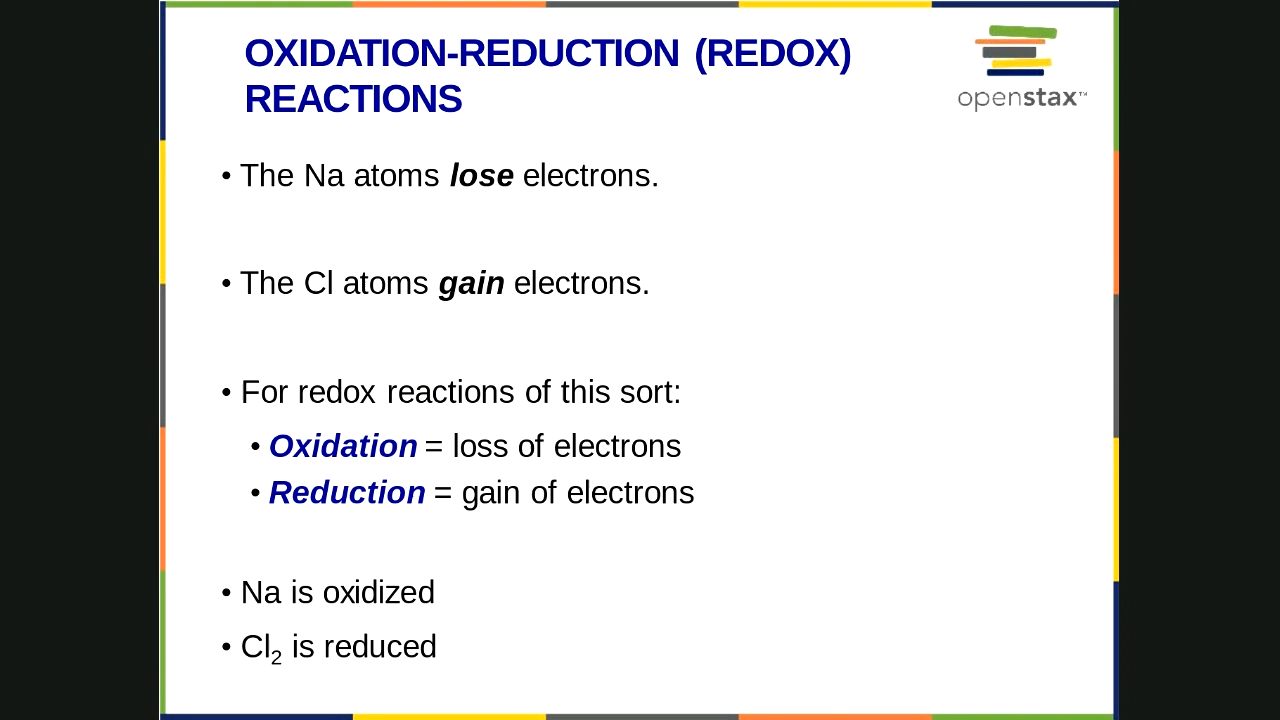 OXIDATION-REDUCTION (REDOX)
REACTIONS
openstax™
• The Na atoms lose electrons.
• The Cl atoms gain electrons.
• For redox reactions of this sort:
• Oxidation = loss of electrons
• Reduction = gain of electrons
• Na is oxidized
• Cl₂ is reduced